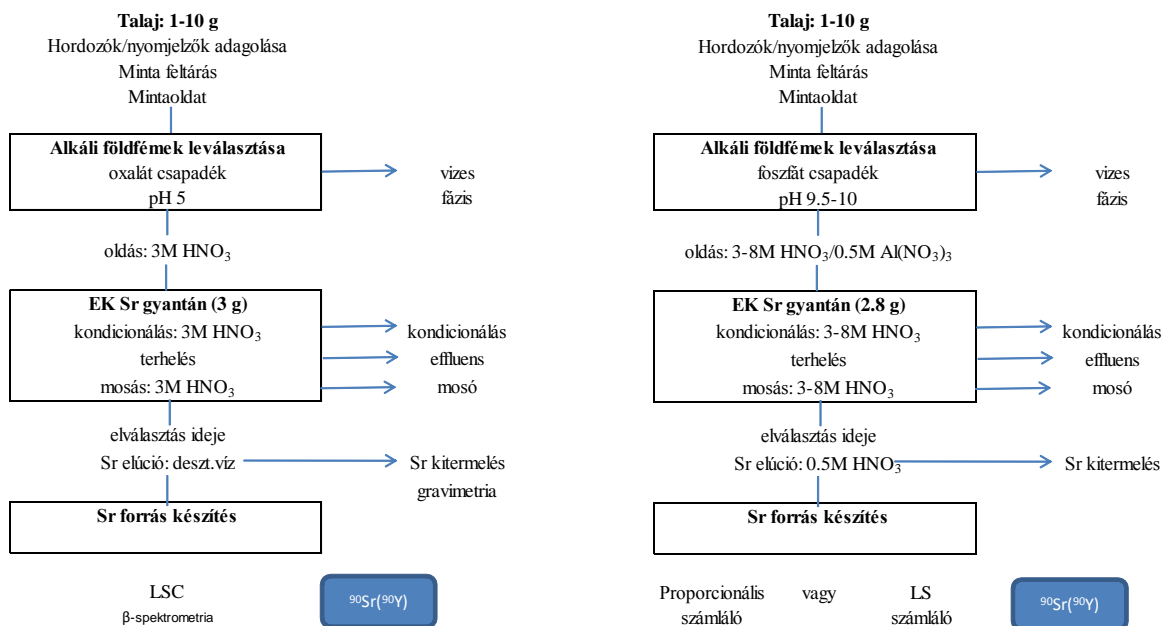 Talaj: 1-10 g
Hordozók/nyomjelzők adagolása
Minta feltárás
Mintaoldat
Alkáli földfémek leválasztása
oxalát csapadék
pH 5
vizes
fázis
oldás: 3M HNO₃
EK Sr gyantán (3 g)
kondicionálás: 3M HNO₃
terhelés
mosás: 3M HNO₃
kondicionálás
effluens
mosó
elválasztás ideje
Sr elúció: deszt.víz
Sr kitermelés
gravimetria
Sr forrás készítés
LSC
β-spektrometria
⁹⁰Sr(⁹⁰Y)
Talaj: 1-10 g
Hordozók/nyomjelzők adagolása
Minta feltárás
Mintaoldat
Alkáli földfémek leválasztása
foszfát csapadék
pH 9.5-10
vizes
fázis
oldás: 3-8M HNO₃/0.5M Al(NO₃)₃
EK Sr gyantán (2.8 g)
kondicionálás: 3-8M HNO₃
terhelés
mosás: 3-8M HNO₃
kondicionálás
effluens
mosó
elválasztás ideje
Sr elúció: 0.5M HNO₃
Sr kitermelés
Sr forrás készítés
Proporcionális
számláló
vagy
LS
számláló
⁹⁰Sr(⁹⁰Y)